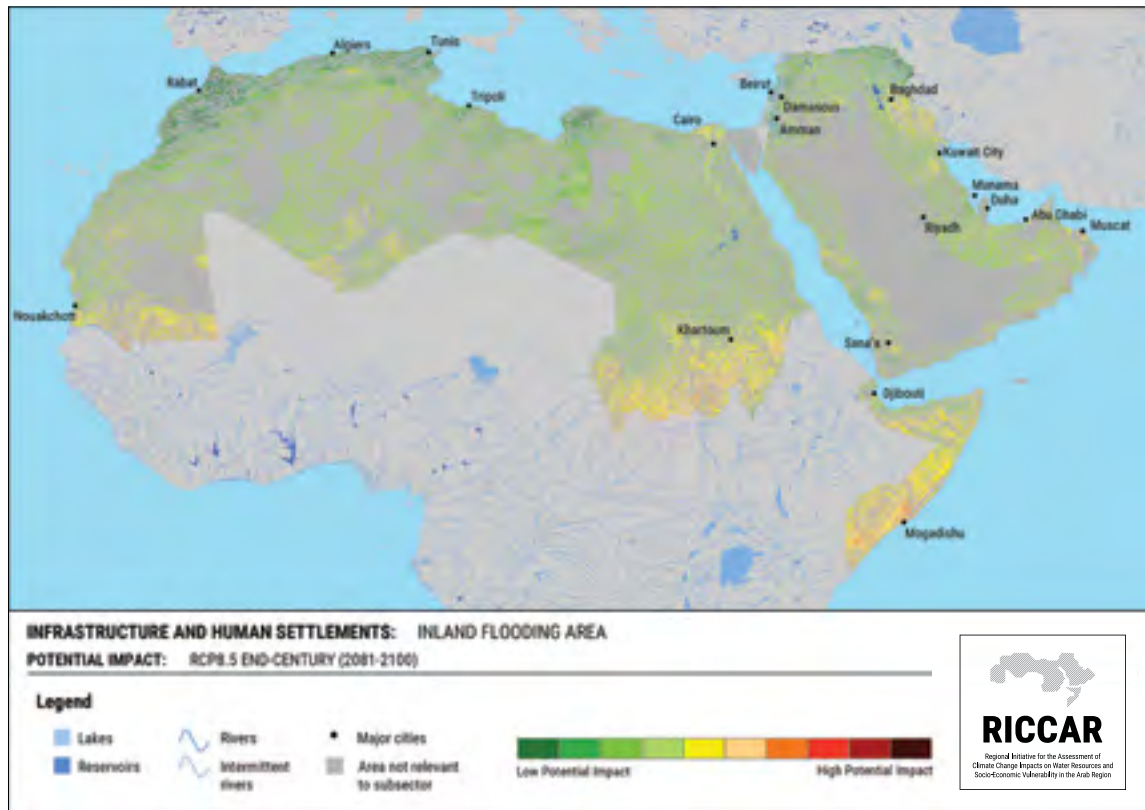 Algiers
Tunis
Rabat
Tripoli
Beirut
Damascus
Amman
Baghdad
Cairo
Kuwait City
Manama
Doha
Abu Dhabi
Muscat
Riyadh
Nouakchott
Khartoum
Sana'a
Djibouti
Mogadishu
INFRASTRUCTURE AND HUMAN SETTLEMENTS: INLAND FLOODING AREA
POTENTIAL IMPACT: RCP8.5 END-CENTURY (2081-2100)
Legend
Lakes
Reservoirs
Rivers
Intermittent
rivers
Major cities
Area not relevant
to subsector
Low Potential Impact
High Potential Impact
RICCAR
Regional Initiative for the Assessment of
Climate Change Impacts on Water Resources and
Socio-Economic Vulnerability in the Arab Region